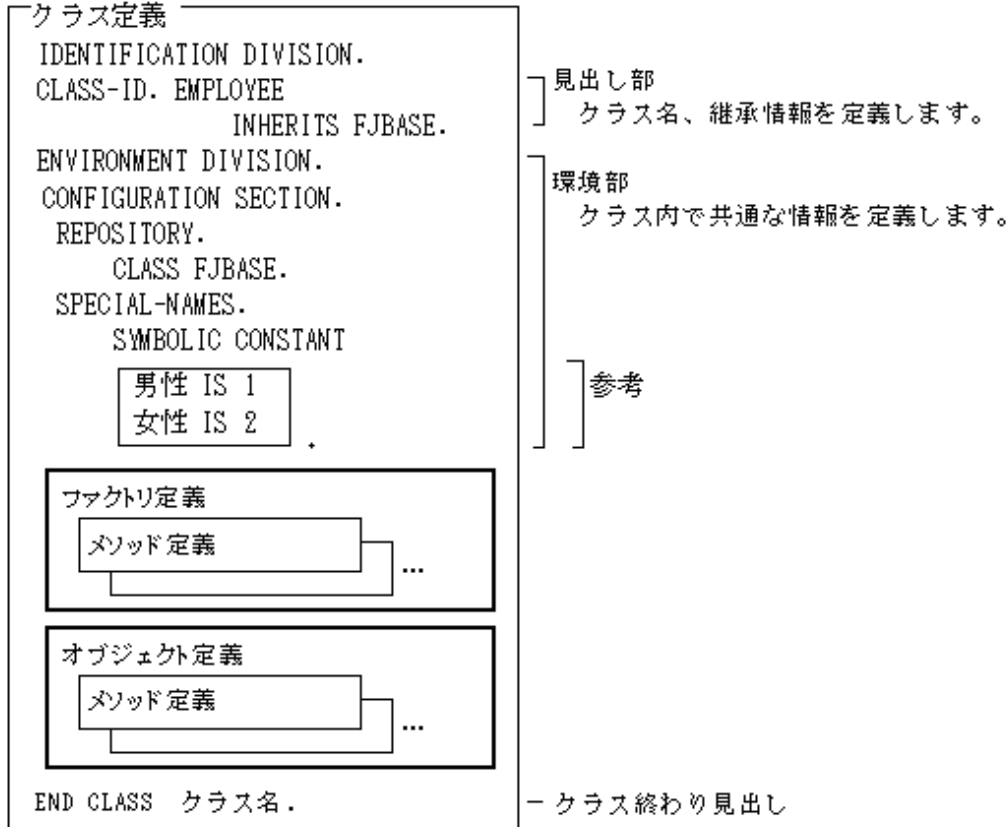 クラス定義
IDENTIFICATION DIVISION.
CLASS-ID. EMPLOYEE
INHERITS FJBASE.
見出し部
クラス名、継承情報を定義します。
ENVIRONMENT DIVISION.
CONFIGURATION SECTION.
REPOSITORY.
CLASS FJBASE.
SPECIAL-NAMES.
SYMBOLIC CONSTANT
男性 IS 1
女性 IS 2
.
環境部
クラス内で共通な情報を定義します。
参考
ファクトリ定義
メソッド定義
...
オブジェクト定義
メソッド定義
...
END CLASS クラス名.
クラス終わり見出し